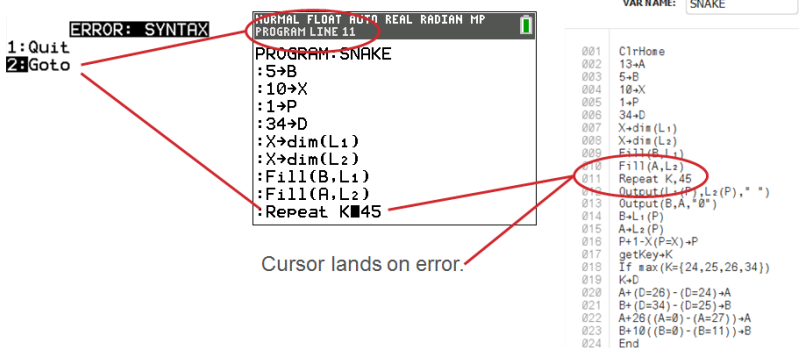 ERROR: SYNTAX
1:Quit
2:Goto
NORMAL FLOAT AUTO REAL RADIAN MP
PROGRAM LINE 11
PROGRAM:SNAKE
:5→B
:10→X
:1→P
:34→D
:X→dim(L₁)
:X→dim(L₂)
:Fill(B,L₁)
:Fill(A,L₂)
:Repeat K 45
Cursor lands on error.
VAR NAME: SNAKE
001 ClrHome
002 13→A
003 5→B
004 10→X
005 1→P
006 34→D
007 X→dim(L₁)
008 X→dim(L₂)
009 Fill(B,L₁)
010 Fill(A,L₂)
011 Repeat K,45
012 Output(L₁(P),L₂(P)," ")
013 Output(B,A,"0")
014 B→L₁(P)
015 A→L₂(P)
016 P+1-X(P=X)→P
017 getKey→K
018 If max(K={24,25,26,34})
019 K→D
020 A+(D=26)-(D=24)→A
021 B+(D=34)-(D=25)→B
022 A+26((A=0)-(A=27))→A
023 B+10((B=0)-(B=11))→B
024 End